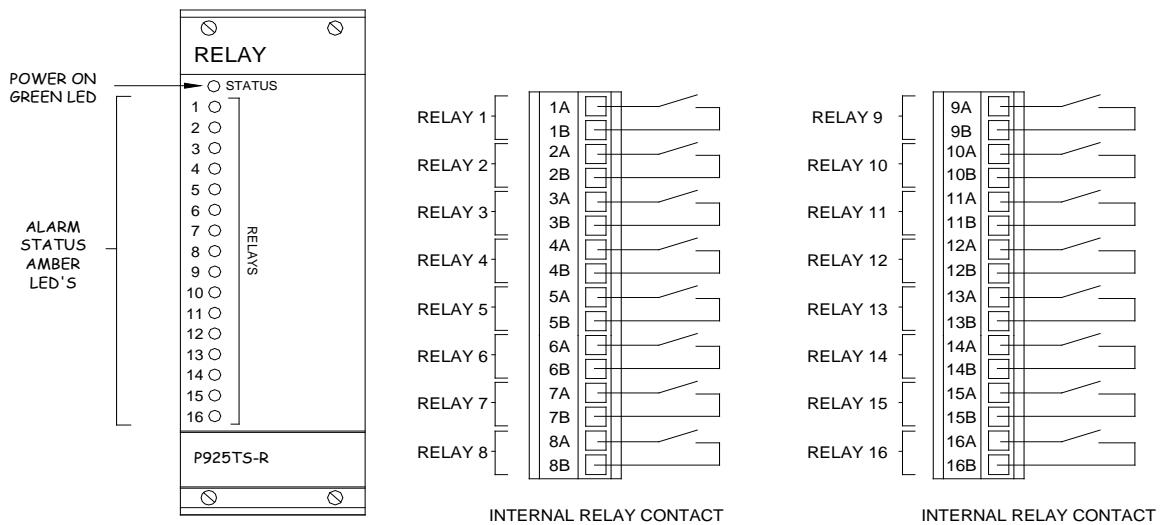 RELAY
POWER ON
GREEN LED
STATUS
1
2
3
4
5
6
7
8
9
10
11
12
13
14
15
16
RELAYS
ALARM
STATUS
AMBER
LED'S
P925TS-R
RELAY 1
1A
1B
RELAY 2
2A
2B
RELAY 3
3A
3B
RELAY 4
4A
4B
RELAY 5
5A
5B
RELAY 6
6A
6B
RELAY 7
7A
7B
RELAY 8
8A
8B
INTERNAL RELAY CONTACT
RELAY 9
9A
9B
RELAY 10
10A
10B
RELAY 11
11A
11B
RELAY 12
12A
12B
RELAY 13
13A
13B
RELAY 14
14A
14B
RELAY 15
15A
15B
RELAY 16
16A
16B
INTERNAL RELAY CONTACT